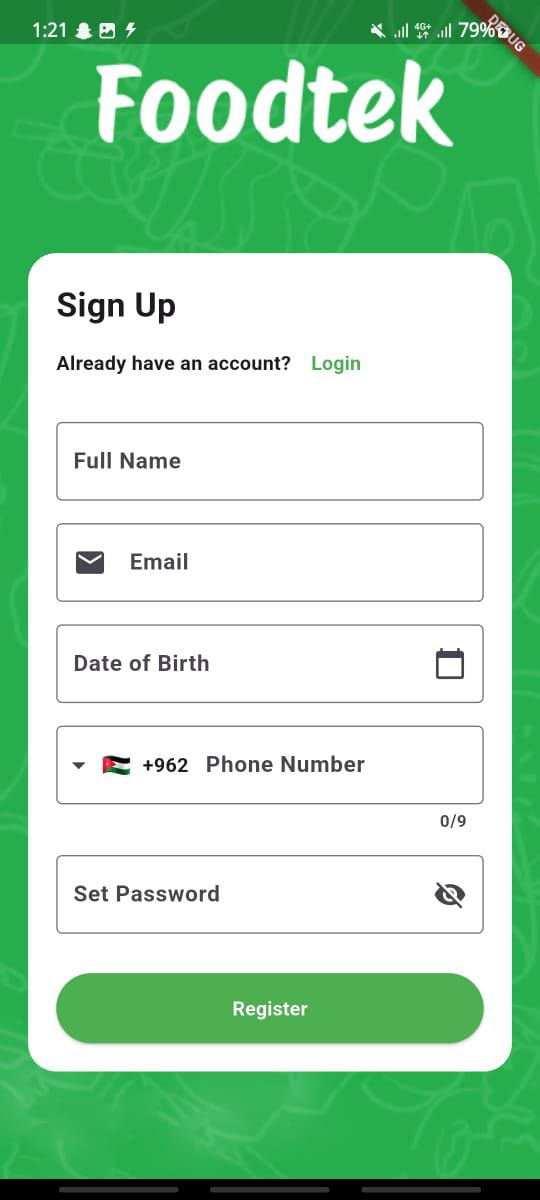 1:21 4G+ 79%
DEBUG
Foodtek
Sign Up
Already have an account? Login
Full Name
Email
Date of Birth
+962 Phone Number
0/9
Set Password
Register